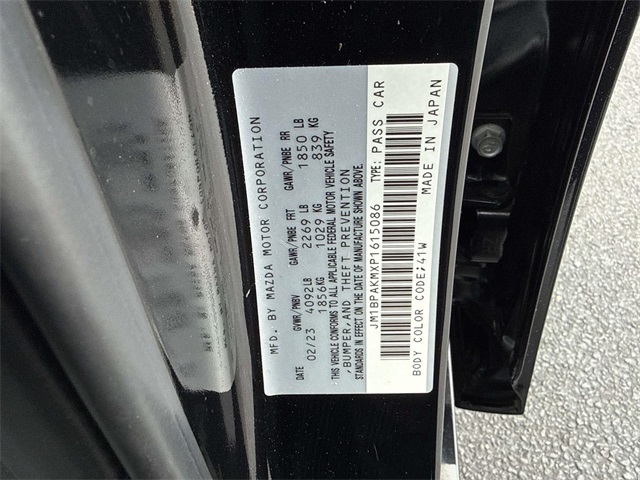 MFD. BY MAZDA MOTOR CORPORATION
DATE GVWR/PNBV GAWR/PNBE FRT GAWR/PNBE RR
02/23 4092LB 2269 LB 1850 LB
1856KG 1029 KG 839 KG
THIS VEHICLE CONFORMS TO ALL APPLICABLE FEDERAL MOTOR VEHICLE SAFETY
,BUMPER,AND THEFT PREVENTION
STANDARDS IN EFFECT ON THE DATE OF MANUFACTURE SHOWN ABOVE.
JM1BPAKMXP1615086 TYPE: PASS CAR
BODY COLOR CODE;41W MADE IN JAPAN